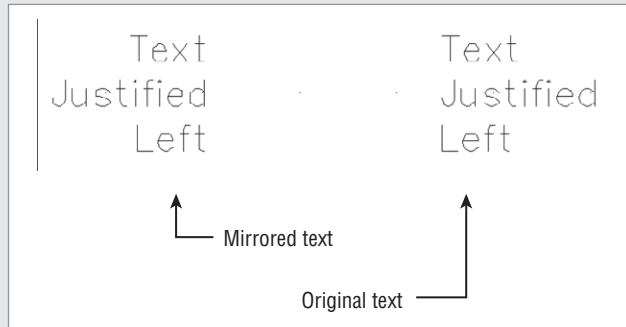 Text
Justified
Left
Text
Justified
Left
Mirrored text
Original text